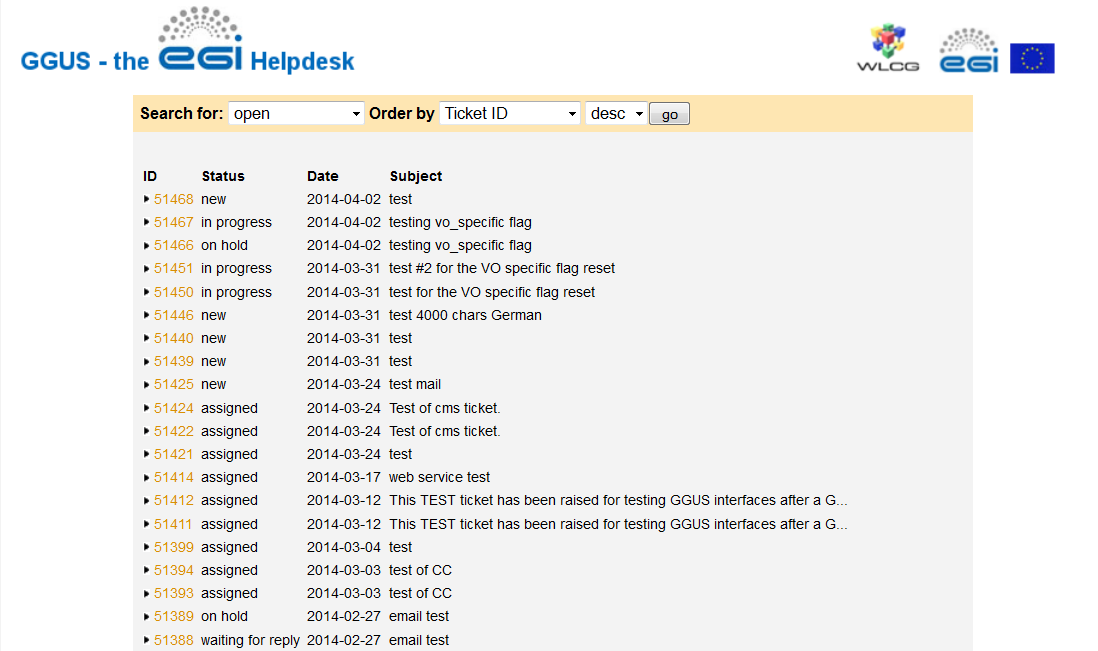 GGUS - the egi Helpdesk
WLCG egi
Search for: open Order by Ticket ID desc go
ID Status Date Subject
51468 new 2014-04-02 test
51467 in progress 2014-04-02 testing vo_specific flag
51466 on hold 2014-04-02 testing vo_specific flag
51451 in progress 2014-03-31 test #2 for the VO specific flag reset
51450 in progress 2014-03-31 test for the VO specific flag reset
51446 new 2014-03-31 test 4000 chars German
51440 new 2014-03-31 test
51439 new 2014-03-31 test
51425 new 2014-03-24 test mail
51424 assigned 2014-03-24 Test of cms ticket.
51422 assigned 2014-03-24 Test of cms ticket.
51421 assigned 2014-03-24 test
51414 assigned 2014-03-17 web service test
51412 assigned 2014-03-12 This TEST ticket has been raised for testing GGUS interfaces after a G...
51411 assigned 2014-03-12 This TEST ticket has been raised for testing GGUS interfaces after a G...
51399 assigned 2014-03-04 test
51394 assigned 2014-03-03 test of CC
51393 assigned 2014-03-03 test of CC
51389 on hold 2014-02-27 email test
51388 waiting for reply 2014-02-27 email test